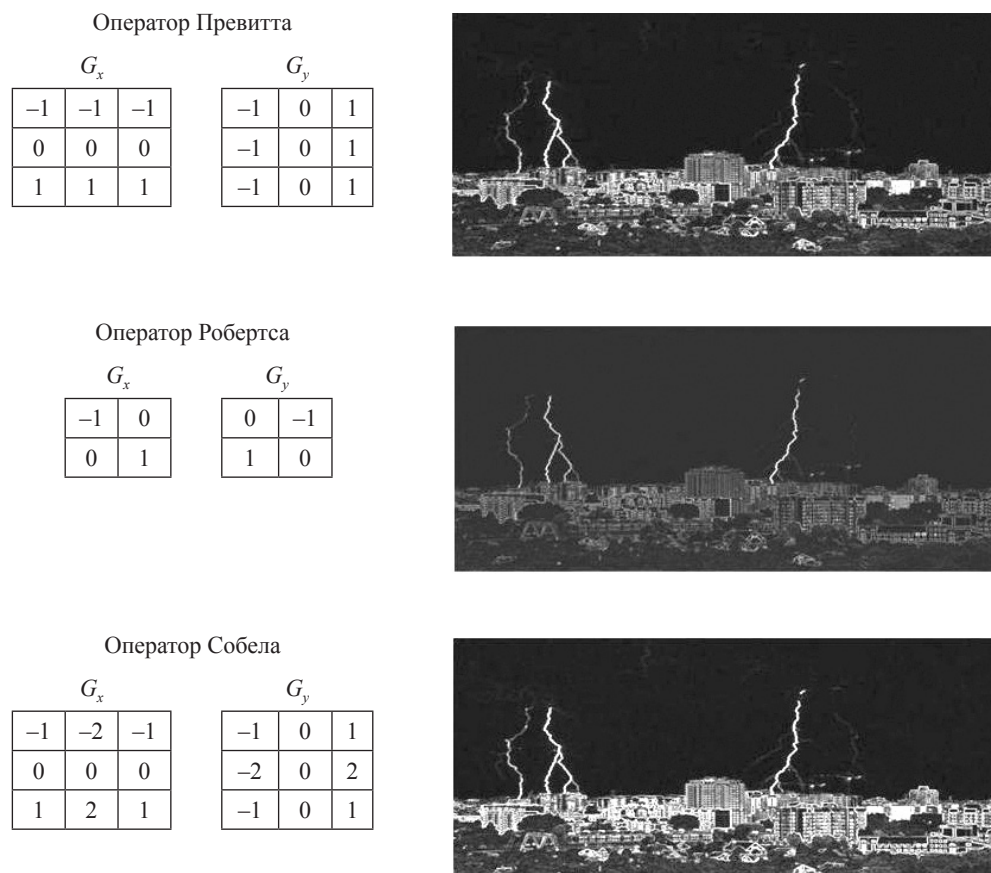 Оператор Превитта
Gx Gy
–1 –1 –1 –1 0 1
0 0 0 –1 0 1
1 1 1 –1 0 1
Оператор Робертса
Gx Gy
–1 0 0 –1
0 1 1 0
Оператор Собела
Gx Gy
–1 –2 –1 –1 0 1
0 0 0 –2 0 2
1 2 1 –1 0 1